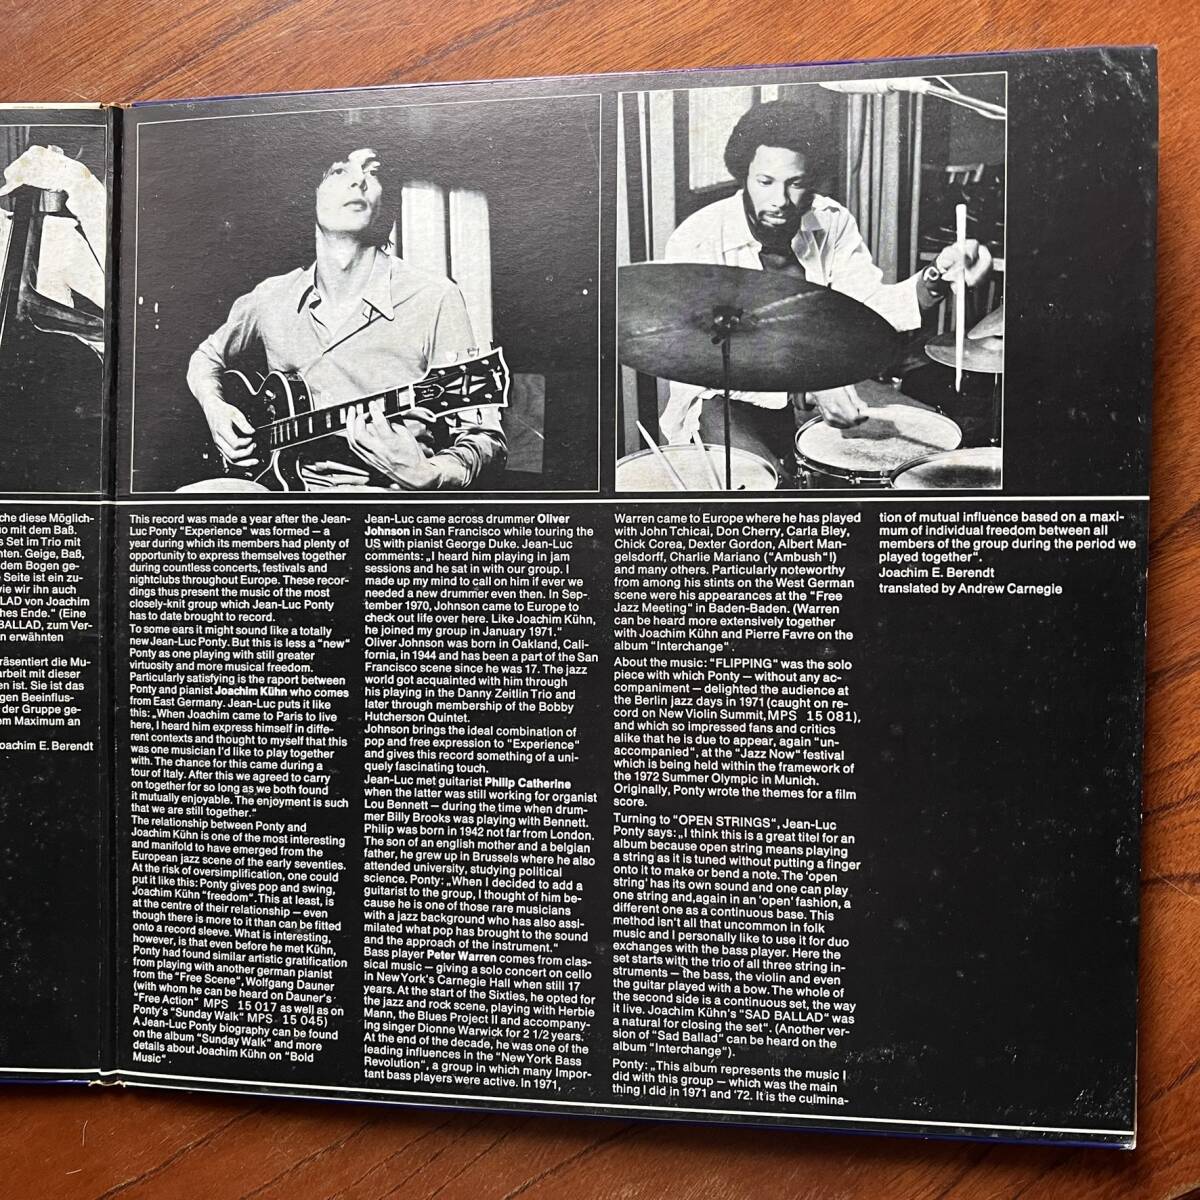 che diese Möglich-
uo mit dem Baß.
s Set im Trio mit
nten. Geige, Baß,
dem Bogen ge-
e Seite ist ein zu-
vie wir ihn auch
LAD von Joachim
hes Ende." (Eine
BALLAD, zum Ver-
n erwähnten
räsentiert die Mu-
arbeit mit dieser
en ist. Sie ist das
gen Beeinflus-
der Gruppe ge-
em Maximum an
oachim E. Berendt
This record was made a year after the Jean-
Luc Ponty "Experience" was formed — a
year during which its members had plenty of
opportunity to express themselves together
during countless concerts, festivals and
nightclubs throughout Europe. These recor-
dings thus present the music of the most
closely-knit group which Jean-Luc Ponty
has to date brought to record.
To some ears it might sound like a totally
new Jean-Luc Ponty. But this is less a "new"
Ponty as one playing with still greater
virtuosity and more musical freedom.
Particularly satisfying is the raport between
Ponty and pianist Joachim Kühn who comes
from East Germany. Jean-Luc puts it like
this: „When Joachim came to Paris to live
here, I heard him express himself in diffe-
rent contexts and thought to myself that this
was one musician I'd like to play together
with. The chance for this came during a
tour of Italy. After this we agreed to carry
on together for so long as we both found
it mutually enjoyable. The enjoyment is such
that we are still together."
The relationship between Ponty and
Joachim Kühn is one of the most interesting
and manifold to have emerged from the
European jazz scene of the early seventies.
At the risk of oversimplification, one could
put it like this: Ponty gives pop and swing,
Joachim Kühn "freedom". This at least, is
at the centre of their relationship — even
though there is more to it than can be fitted
onto a record sleeve. What is interesting,
however, is that even before he met Kühn,
Ponty had found similar artistic gratification
from playing with another german pianist
from the "Free Scene", Wolfgang Dauner
(with whom he can be heard on Dauner's
"Free Action" MPS 15 017 as well as on
Ponty's "Sunday Walk" MPS 15 045)
A Jean-Luc Ponty biography can be found
on the album "Sunday Walk" and more
details about Joachim Kühn on "Bold
Music".
Jean-Luc came across drummer Oliver
Johnson in San Francisco while touring the
US with pianist George Duke. Jean-Luc
comments: „I heard him playing in jam
sessions and he sat in with our group. I
made up my mind to call on him if ever we
needed a new drummer even then. In Sep-
tember 1970, Johnson came to Europe to
check out life over here. Like Joachim Kühn,
he joined my group in January 1971."
Oliver Johnson was born in Oakland, Cali-
fornia, in 1944 and has been a part of the San
Francisco scene since he was 17. The jazz
world got acquainted with him through
his playing in the Danny Zeitlin Trio and
later through membership of the Bobby
Hutcherson Quintet.
Johnson brings the ideal combination of
pop and free expression to "Experience"
and gives this record something of a uni-
quely fascinating touch.
Jean-Luc met guitarist Philip Catherine
when the latter was still working for organist
Lou Bennett — during the time when drum-
mer Billy Brooks was playing with Bennett.
Philip was born in 1942 not far from London.
The son of an english mother and a belgian
father, he grew up in Brussels where he also
attended university, studying political
science. Ponty: „When I decided to add a
guitarist to the group, I thought of him be-
cause he is one of those rare musicians
with a jazz background who has also assi-
milated what pop has brought to the sound
and the approach of the instrument."
Bass player Peter Warren comes from clas-
sical music — giving a solo concert on cello
in New York's Carnegie Hall when still 17
years. At the start of the Sixties, he opted for
the jazz and rock scene, playing with Herbie
Mann, the Blues Project II and accompany-
ing singer Dionne Warwick for 2 1/2 years.
At the end of the decade, he was one of the
leading influences in the "New York Bass
Revolution", a group in which many impor-
tant bass players were active. In 1971,
Warren came to Europe where he has played
with John Tchicai, Don Cherry, Carla Bley,
Chick Corea, Dexter Gordon, Albert Man-
gelsdorff, Charlie Mariano ("Ambush"!)
and many others. Particularly noteworthy
from among his stints on the West German
scene were his appearances at the "Free
Jazz Meeting" in Baden-Baden. (Warren
can be heard more extensively together
with Joachim Kühn and Pierre Favre on the
album "Interchange".
About the music: "FLIPPING" was the solo
piece with which Ponty — without any ac-
companiment — delighted the audience at
the Berlin jazz days in 1971 (caught on re-
cord on New Violin Summit, MPS 15 081),
and which so impressed fans and critics
alike that he is due to appear, again "un-
accompanied", at the "Jazz Now" festival
which is being held within the framework of
the 1972 Summer Olympic in Munich.
Originally, Ponty wrote the themes for a film
score.
Turning to "OPEN STRINGS", Jean-Luc
Ponty says: „I think this is a great titel for an
album because open string means playing
a string as it is tuned without putting a finger
onto it to make or bend a note. The 'open
string' has its own sound and one can play
one string and, again in an 'open' fashion, a
different one as a continuous base. This
method isn't all that uncommon in folk
music and I personally like to use it for duo
exchanges with the bass player. Here the
set starts with the trio of all three string in-
struments — the bass, the violin and even
the guitar played with a bow. The whole of
the second side is a continuous set, the way
it live. Joachim Kühn's "SAD BALLAD" was
a natural for closing the set". (Another ver-
sion of "Sad Ballad" can be heard on the
album "Interchange").
Ponty: „This album represents the music I
did with this group — which was the main
thing I did in 1971 and '72. It is the culmina-
tion of mutual influence based on a maxi-
mum of individual freedom between all
members of the group during the period we
played together".
Joachim E. Berendt
translated by Andrew Carnegie